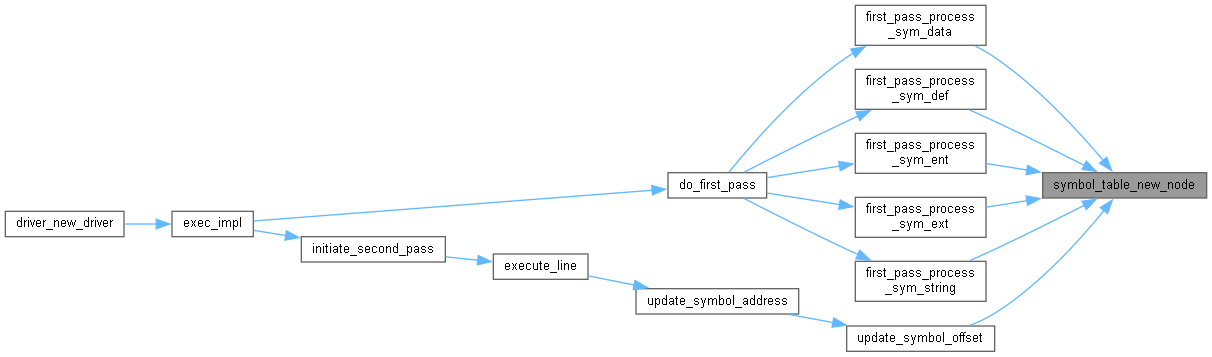 first_pass_process
_sym_data
first_pass_process
_sym_def
first_pass_process
_sym_ent
do_first_pass
symbol_table_new_node
first_pass_process
_sym_ext
driver_new_driver
exec_impl
initiate_second_pass
execute_line
first_pass_process
_sym_string
update_symbol_address
update_symbol_offset